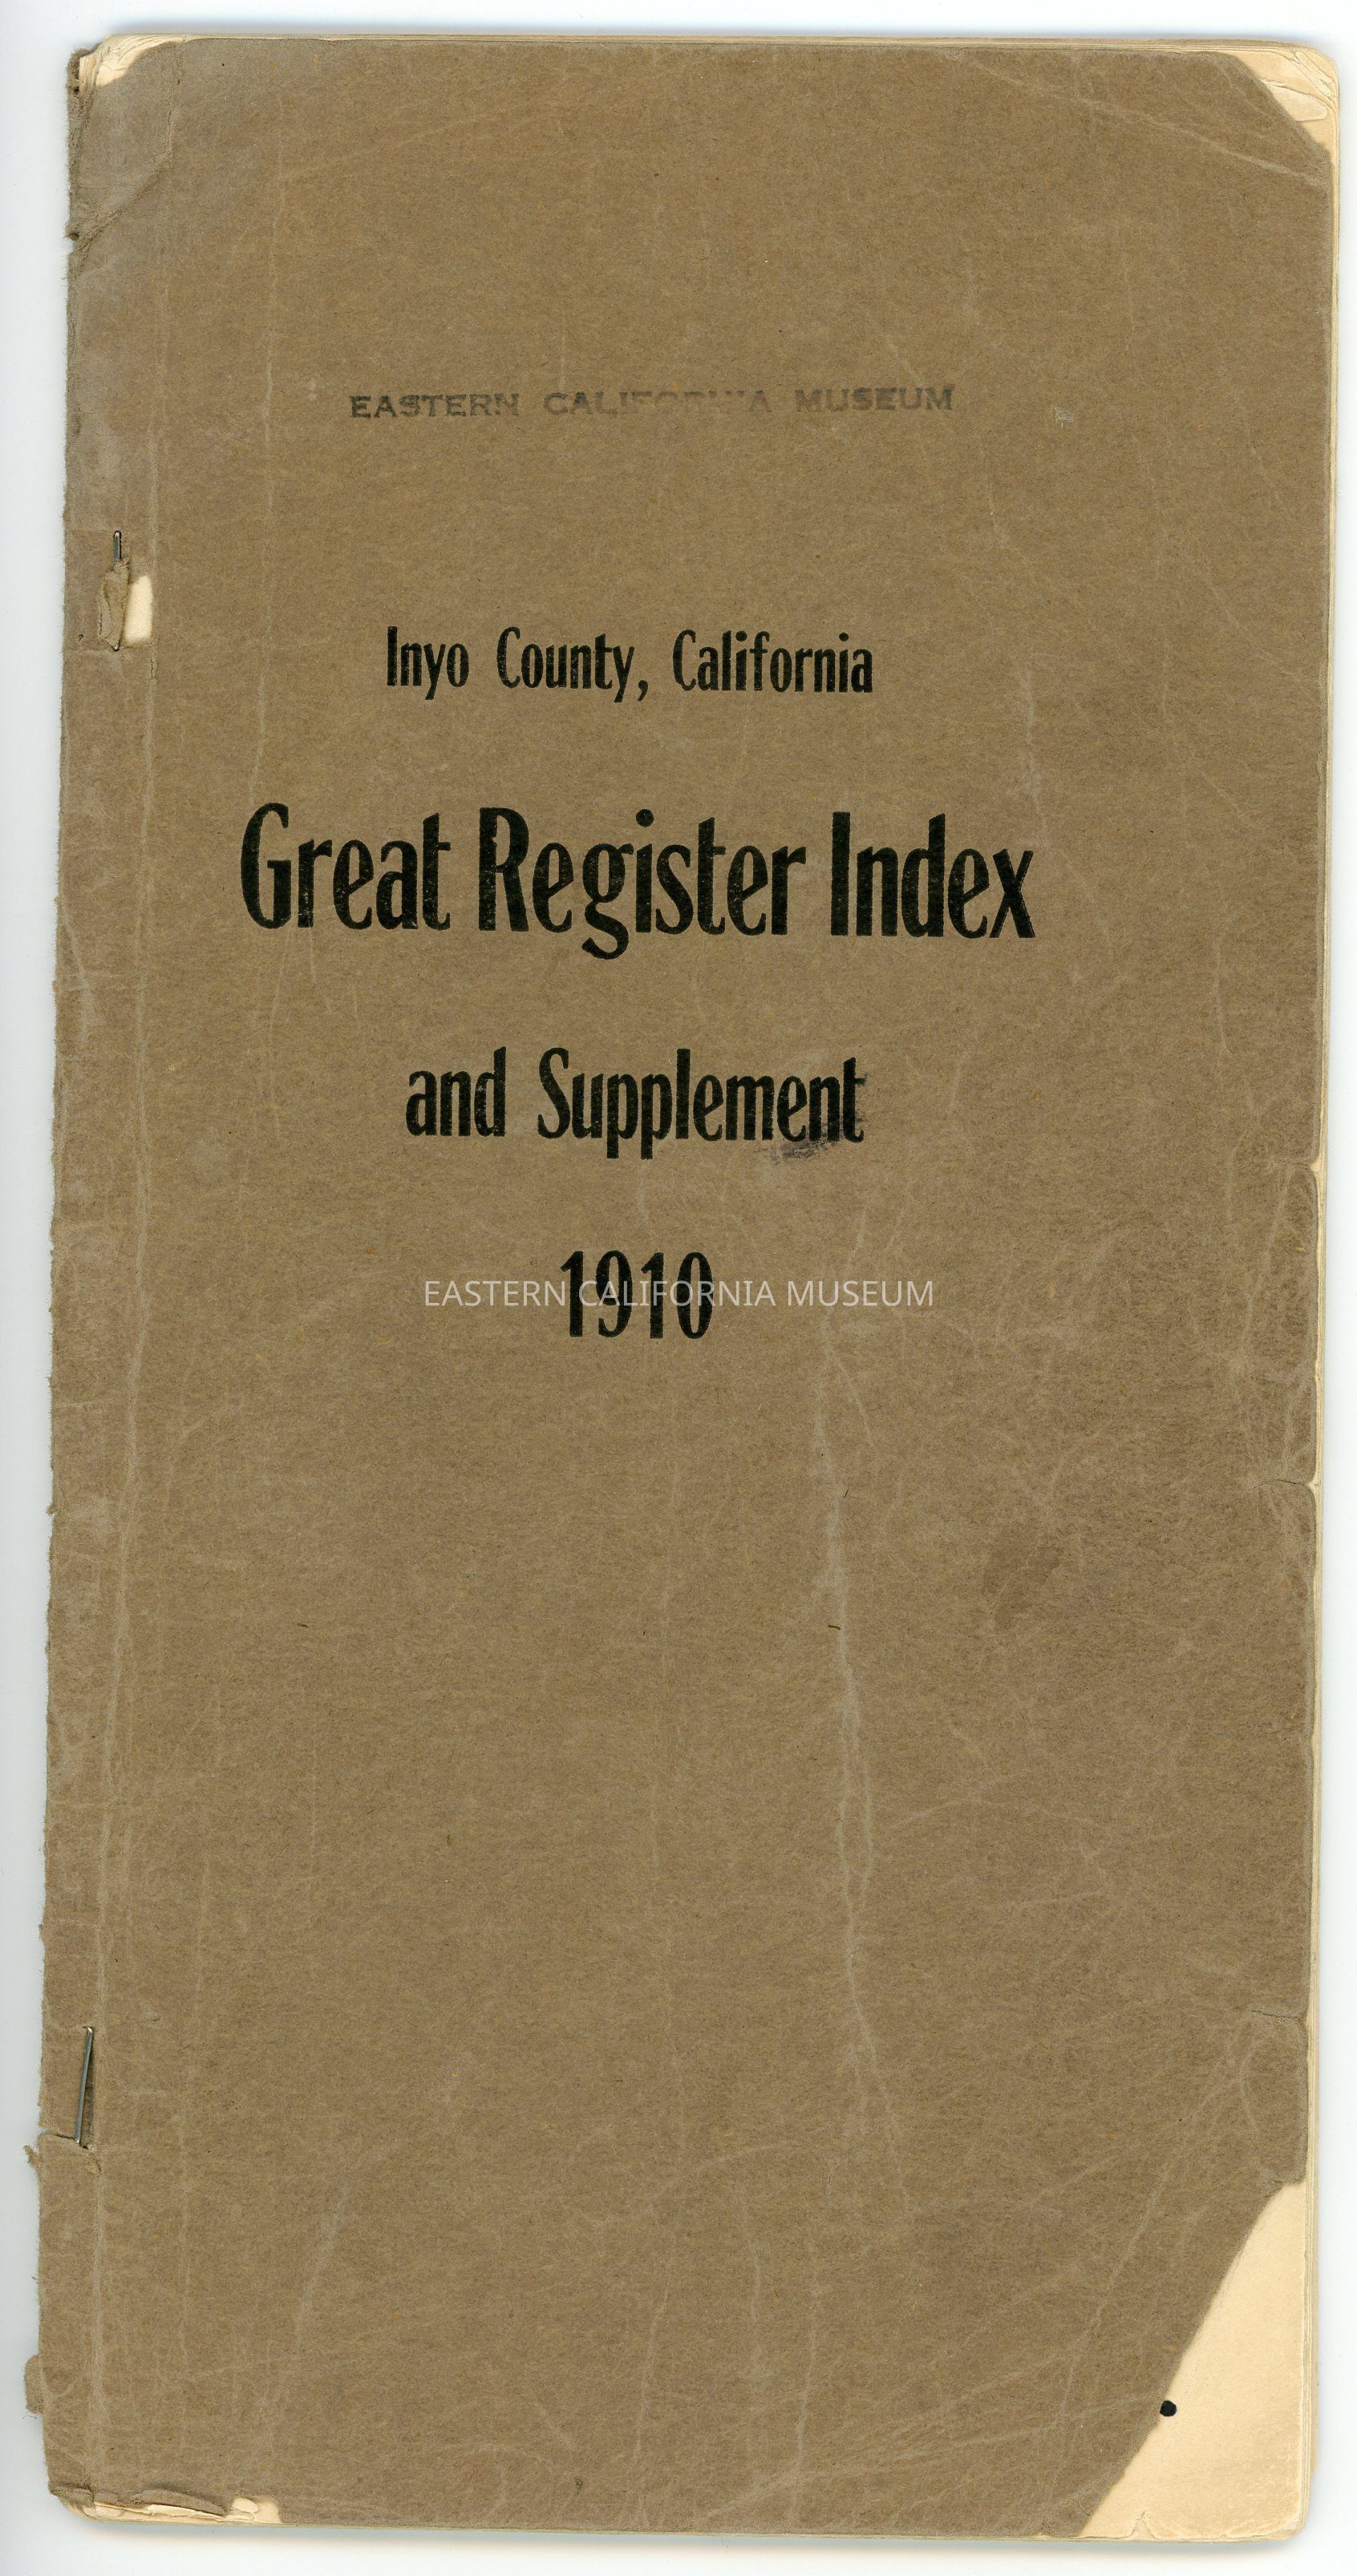 EASTERN CALIFORNIA MUSEUM
Inyo County, California
Great Register Index
and Supplement
1910
EASTERN CALIFORNIA MUSEUM